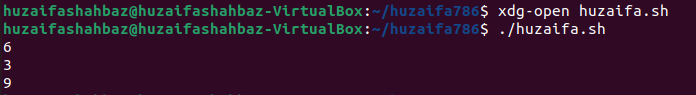 huzaifashahbaz@huzaifashahbaz-VirtualBox:~/huzaifa786$ xdg-open huzaifa.sh
huzaifashahbaz@huzaifashahbaz-VirtualBox:~/huzaifa786$ ./huzaifa.sh
6
3
9